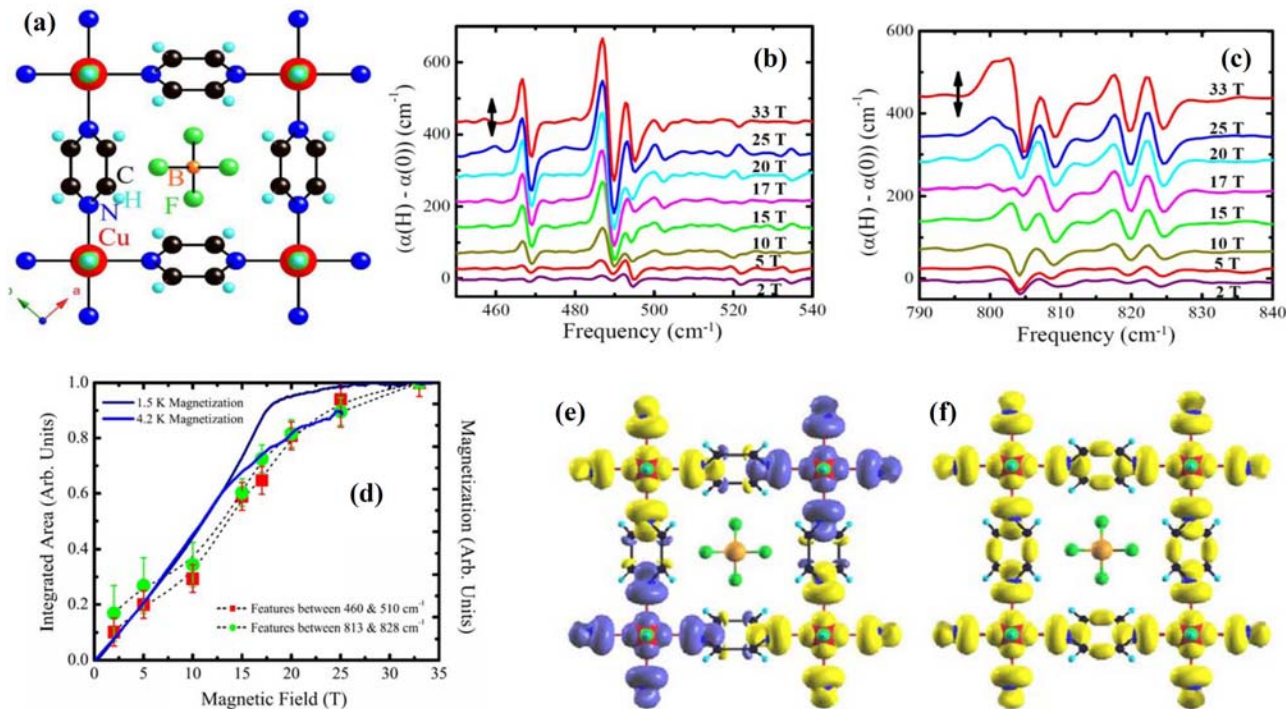 (a)
C
H
N
Cu
B
F
b
a
(b)
(α(H) - α(0)) (cm⁻¹)
600
400
200
0
33 T
25 T
20 T
17 T
15 T
10 T
5 T
2 T
460 480 500 520 540
Frequency (cm⁻¹)
(c)
(α(H) - α(0)) (cm⁻¹)
600
400
200
0
33 T
25 T
20 T
17 T
15 T
10 T
5 T
2 T
790 800 810 820 830 840
Frequency (cm⁻¹)
(d)
Integrated Area (Arb. Units)
1.0
0.8
0.6
0.4
0.2
0.0
1.5 K Magnetization
4.2 K Magnetization
Features between 460 & 510 cm⁻¹
Features between 813 & 828 cm⁻¹
0 5 10 15 20 25 30 35
Magnetic Field (T)
Magnetization (Arb. Units)
(e)
(f)